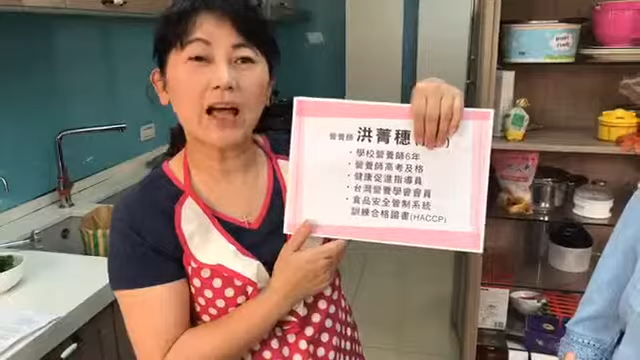 營養師 洪菁穗
・學校營養師6年
・營養師高考及格
・健康促進指導員
・台灣營養學會會員
・食品安全管制系統
訓練合格證書(HACCP)